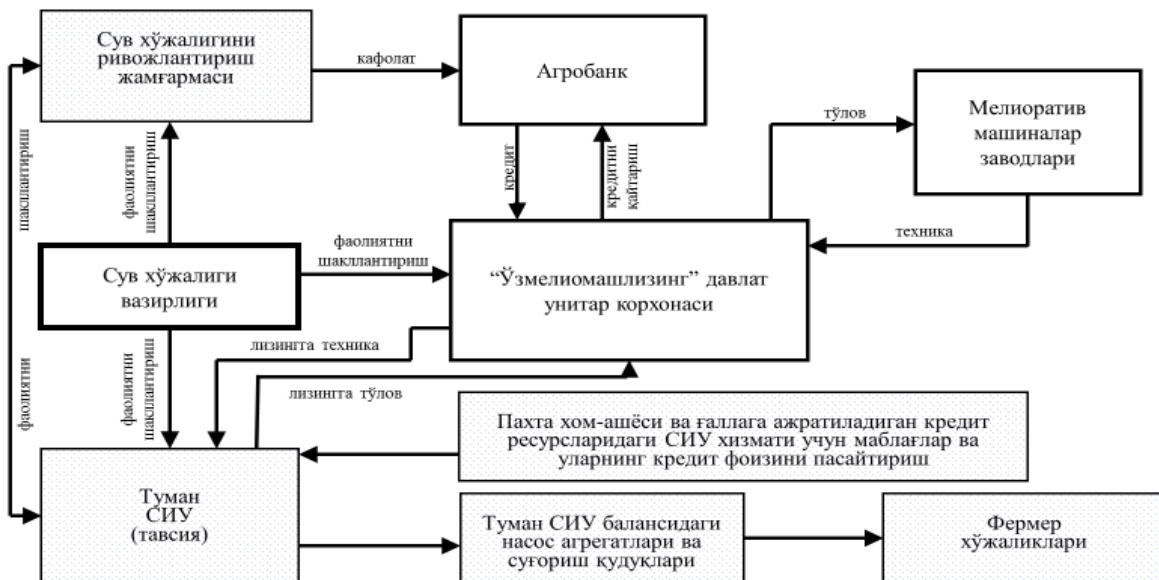 Сув хўжалигини
ривожлантириш
жамғармаси
кафолат
Агробанк
тўлов
Мелиоратив
машиналар
заводлари
шакллантириш
фаолиятни
шакллантириш
кредит
кредитни
қайтариш
техника
Сув хўжалиги
вазирлиги
фаолиятни
шакллантириш
“Ўзмелиомашлизинг” давлат
унитар корхонаси
лизингга техника
лизингга тўлов
фаолиятни
фаолиятни
шакллантириш
Пахта хом-ашёси ва ғаллага ажратиладиган кредит
ресурсларидаги СИУ хизмати учун маблағлар ва
уларнинг кредит фоизини пасайтириш
Туман
СИУ
(тавсия)
Туман СИУ балансидаги
насос агрегатлари ва
суғориш қудуқлари
Фермер
хўжаликлари